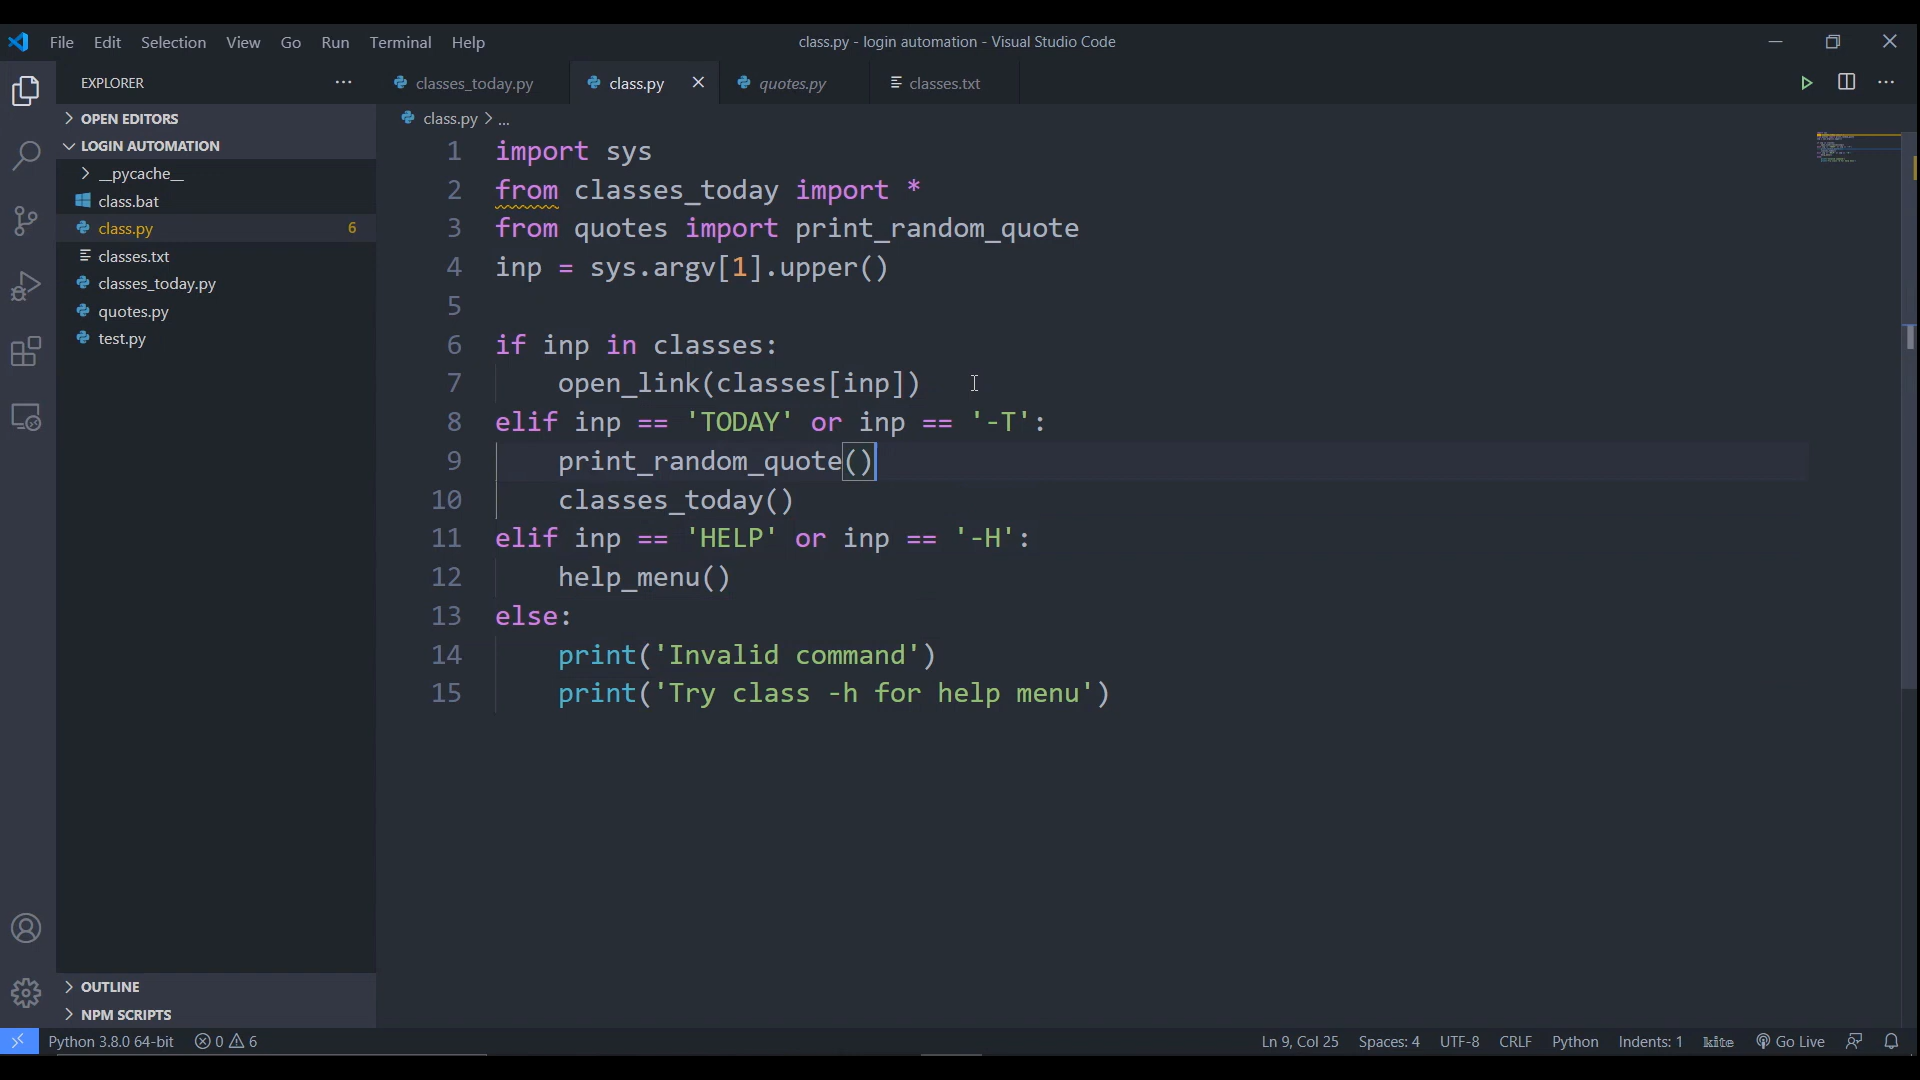 File Edit Selection View Go Run Terminal Help
class.py - login automation - Visual Studio Code
EXPLORER
classes_today.py
class.py
quotes.py
classes.txt
OPEN EDITORS
class.py > ...
LOGIN AUTOMATION
__pycache__
class.bat
class.py 6
classes.txt
classes_today.py
quotes.py
test.py
1 import sys
2 from classes_today import *
3 from quotes import print_random_quote
4 inp = sys.argv[1].upper()
5
6 if inp in classes:
7 open_link(classes[inp])
8 elif inp == 'TODAY' or inp == '-T':
9 print_random_quote()
10 classes_today()
11 elif inp == 'HELP' or inp == '-H':
12 help_menu()
13 else:
14 print('Invalid command')
15 print('Try class -h for help menu')
OUTLINE
NPM SCRIPTS
Python 3.8.0 64-bit 0 6 Ln 9, Col 25 Spaces: 4 UTF-8 CRLF Python Indents: 1 kite Go Live